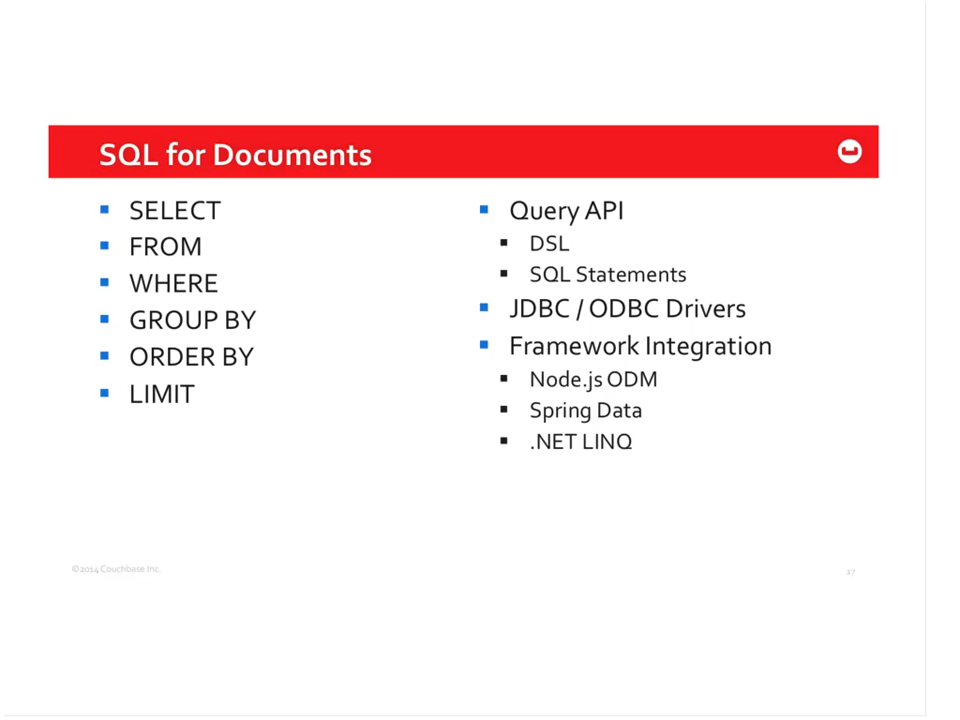 SQL for Documents
SELECT
FROM
WHERE
GROUP BY
ORDER BY
LIMIT
Query API
DSL
SQL Statements
JDBC / ODBC Drivers
Framework Integration
Node.js ODM
Spring Data
.NET LINQ
©2014 Couchbase Inc.
27